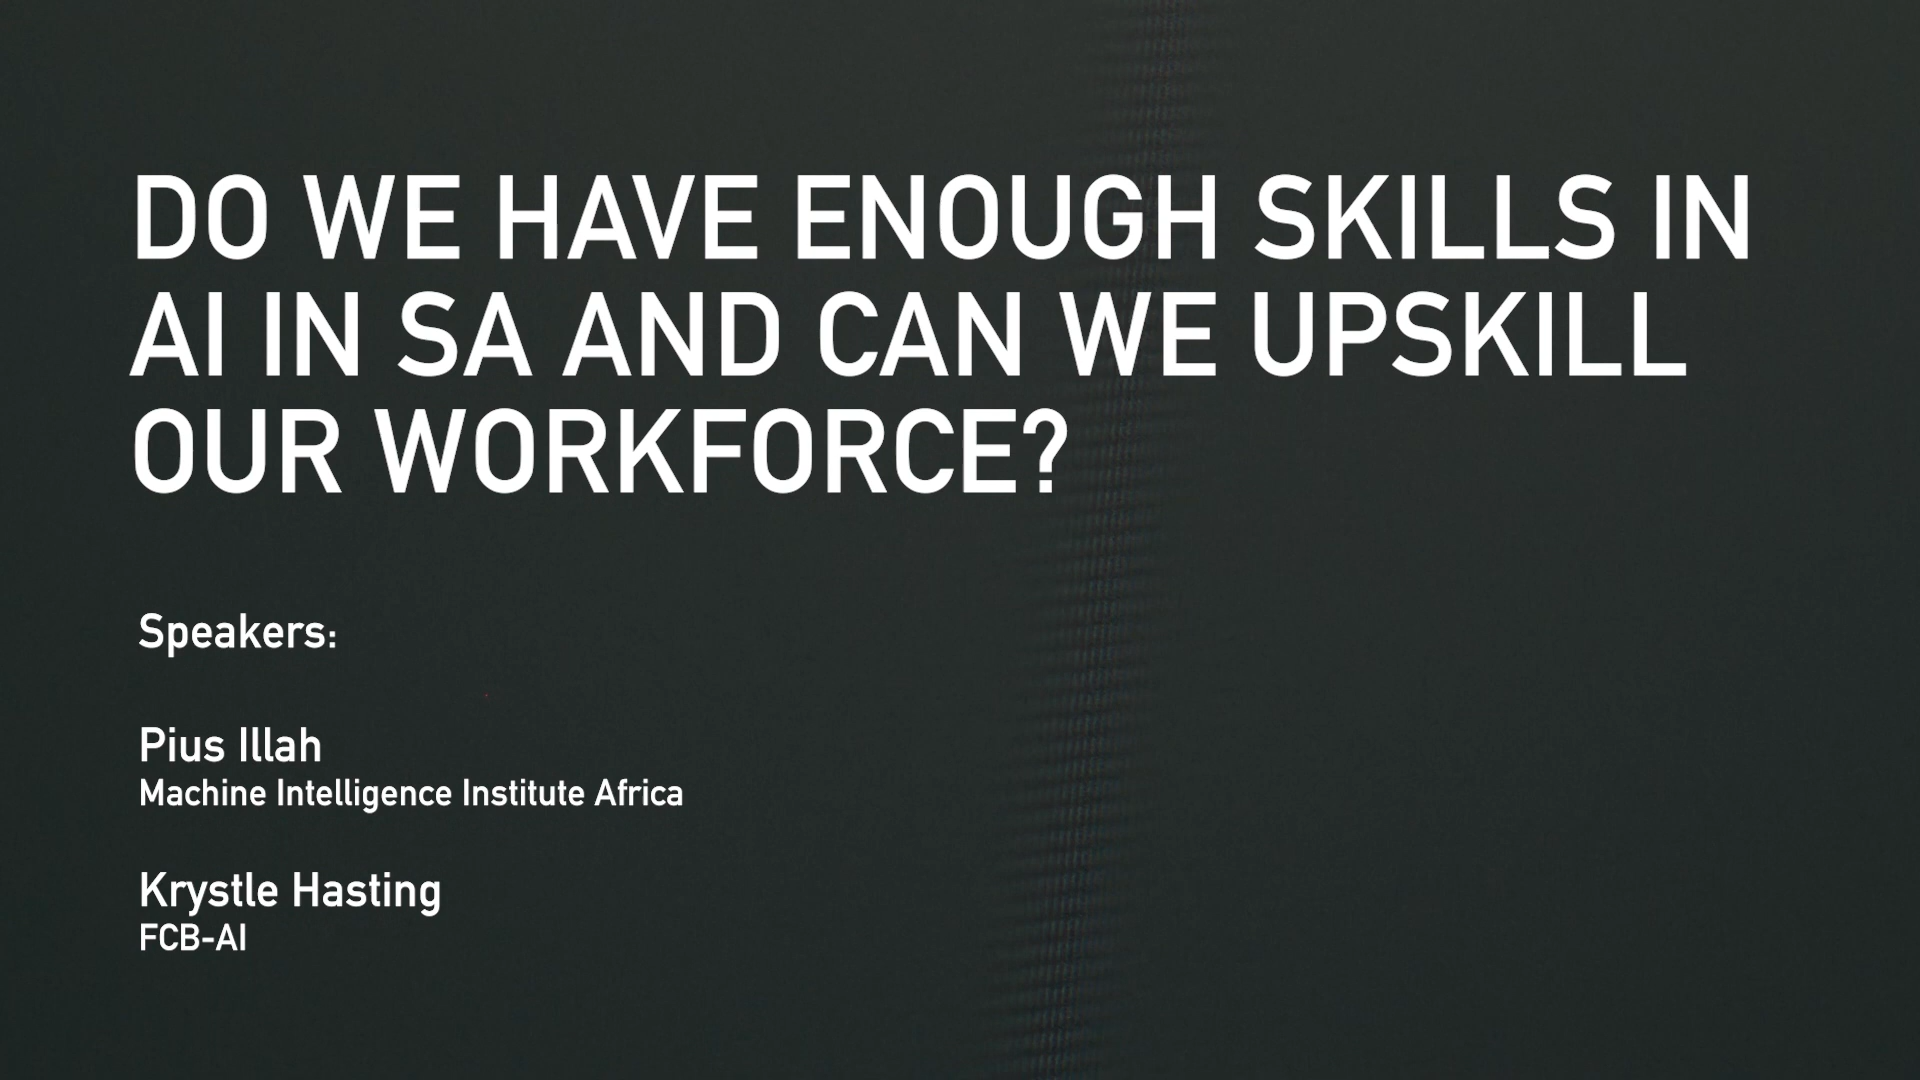 DO WE HAVE ENOUGH SKILLS IN
AI IN SA AND CAN WE UPSKILL
OUR WORKFORCE?
Speakers:
Pius Illah
Machine Intelligence Institute Africa
Krystle Hasting
FCB-AI